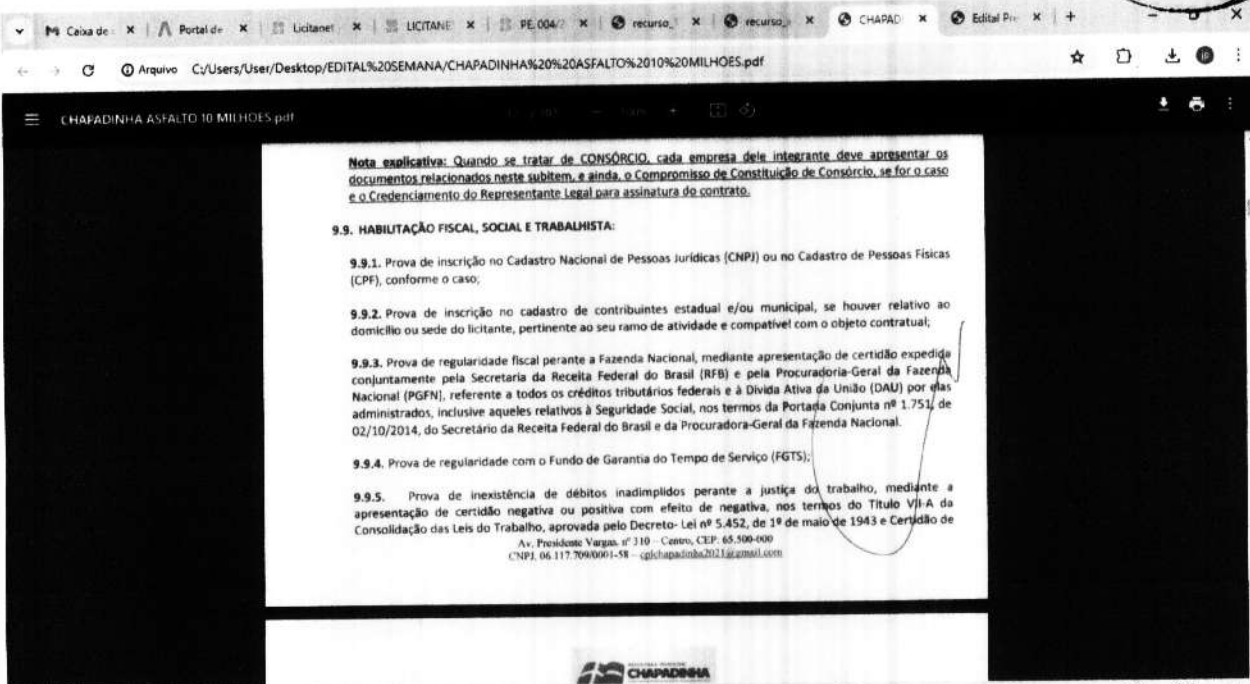 Caixa de
Portal de
Licitanet
LICITANE
PE. 004/2
recurso_
recurso_
CHAPAD
Edital Pre
Arquivo C:/Users/User/Desktop/EDITAL%20SEMANA/CHAPADINHA%20%20ASFALTO%2010%20MILHOES.pdf
CHAPADINHA ASFALTO 10 MILHOES.pdf
Nota explicativa: Quando se tratar de CONSÓRCIO, cada empresa dele integrante deve apresentar os
documentos relacionados neste subitem, e ainda, o Compromisso de Constituição de Consórcio, se for o caso
e o Credenciamento do Representante Legal para assinatura do contrato.
9.9. HABILITAÇÃO FISCAL, SOCIAL E TRABALHISTA:
9.9.1. Prova de inscrição no Cadastro Nacional de Pessoas Jurídicas (CNPJ) ou no Cadastro de Pessoas Físicas
(CPF), conforme o caso;
9.9.2. Prova de inscrição no cadastro de contribuintes estadual e/ou municipal, se houver relativo ao
domicílio ou sede do licitante, pertinente ao seu ramo de atividade e compatível com o objeto contratual;
9.9.3. Prova de regularidade fiscal perante a Fazenda Nacional, mediante apresentação de certidão expedida
conjuntamente pela Secretaria da Receita Federal do Brasil (RFB) e pela Procuradoria-Geral da Fazenda
Nacional (PGFN), referente a todos os créditos tributários federais e à Dívida Ativa da União (DAU) por elas
administrados, inclusive aqueles relativos à Seguridade Social, nos termos da Portaria Conjunta nº 1.751, de
02/10/2014, do Secretário da Receita Federal do Brasil e da Procuradora-Geral da Fazenda Nacional.
9.9.4. Prova de regularidade com o Fundo de Garantia do Tempo de Serviço (FGTS);
9.9.5. Prova de inexistência de débitos inadimplidos perante a justiça do trabalho, mediante a
apresentação de certidão negativa ou positiva com efeito de negativa, nos termos do Título VII-A da
Consolidação das Leis do Trabalho, aprovada pelo Decreto- Lei nº 5.452, de 1º de maio de 1943 e Certidão de
Av. Presidente Vargas, nº 310 – Centro, CEP: 65.500-000
CNPJ. 06.117.709/0001-58 – cplchapadinha2021@gmail.com
CHAPADINHA